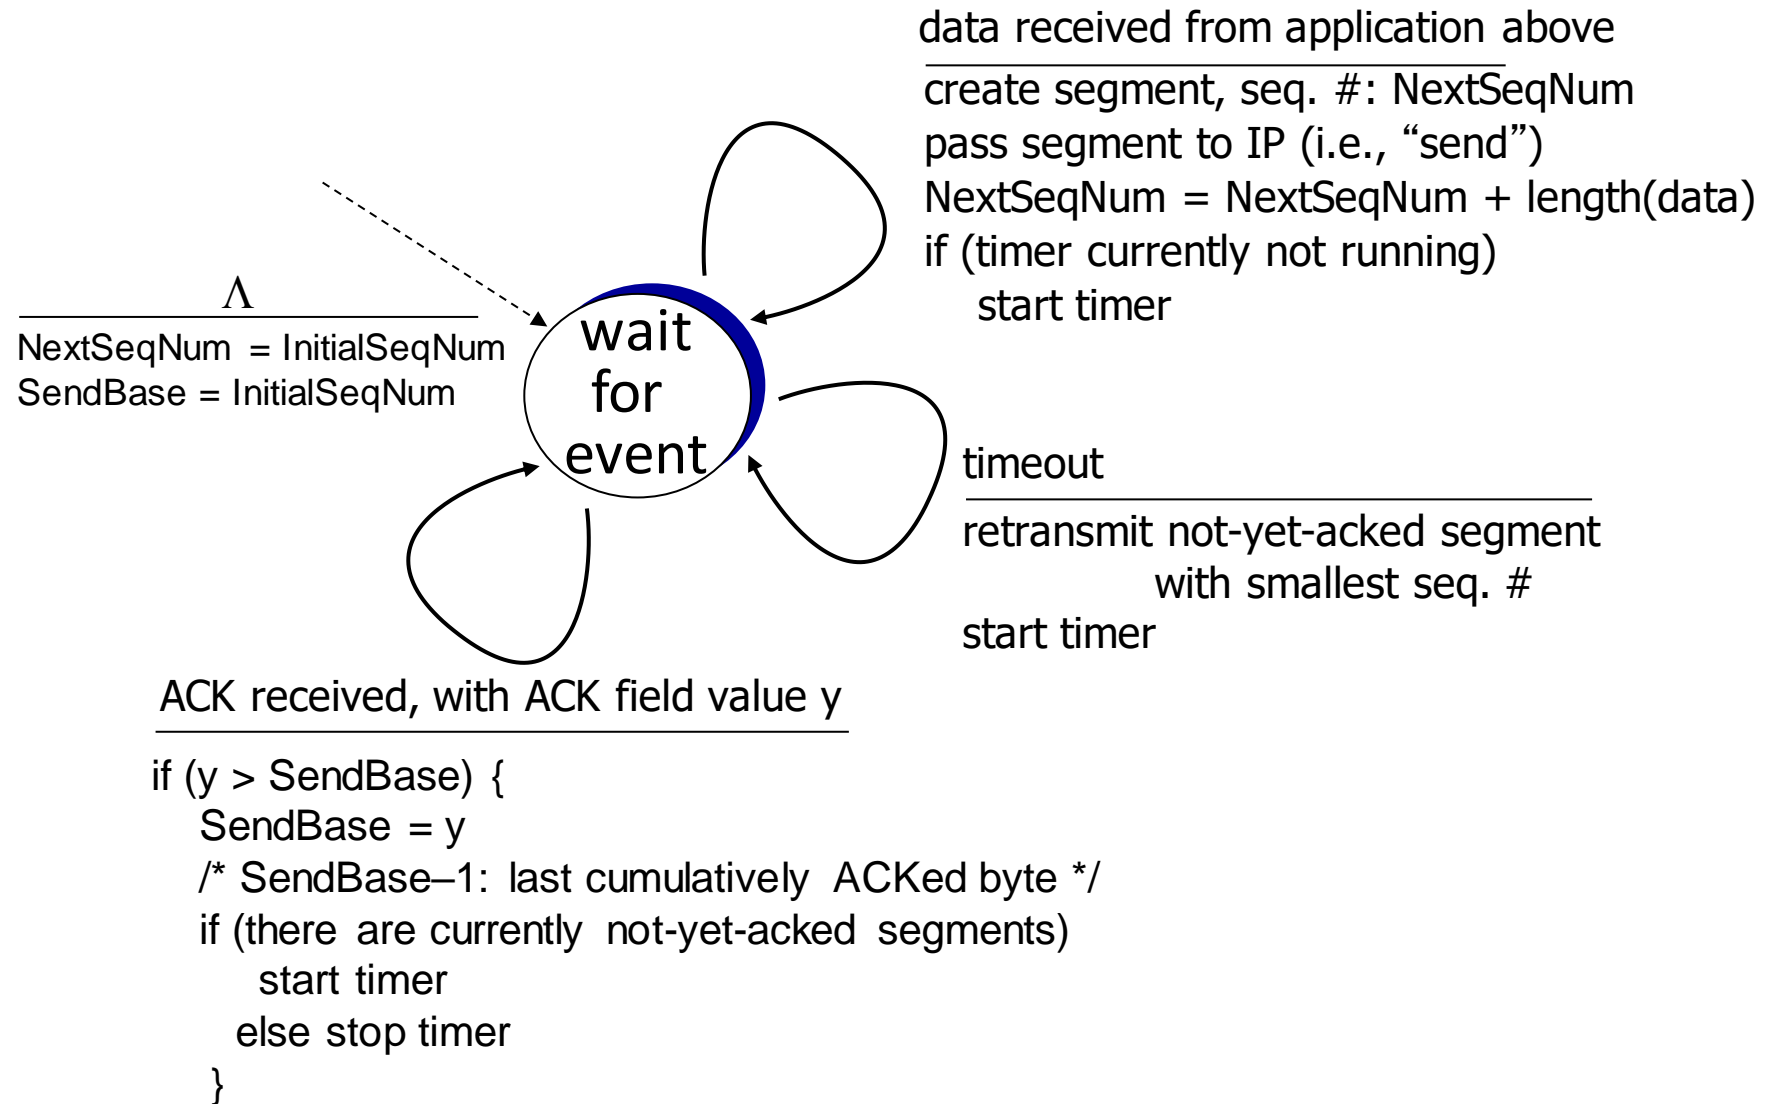 data received from application above
create segment, seq. #: NextSeqNum
pass segment to IP (i.e., “send”)
NextSeqNum = NextSeqNum + length(data)
if (timer currently not running)
start timer
Λ
NextSeqNum = InitialSeqNum
SendBase = InitialSeqNum
wait
for
event
timeout
retransmit not-yet-acked segment
with smallest seq. #
start timer
ACK received, with ACK field value y
if (y > SendBase) {
SendBase = y
/* SendBase–1: last cumulatively ACKed byte */
if (there are currently not-yet-acked segments)
start timer
else stop timer
}